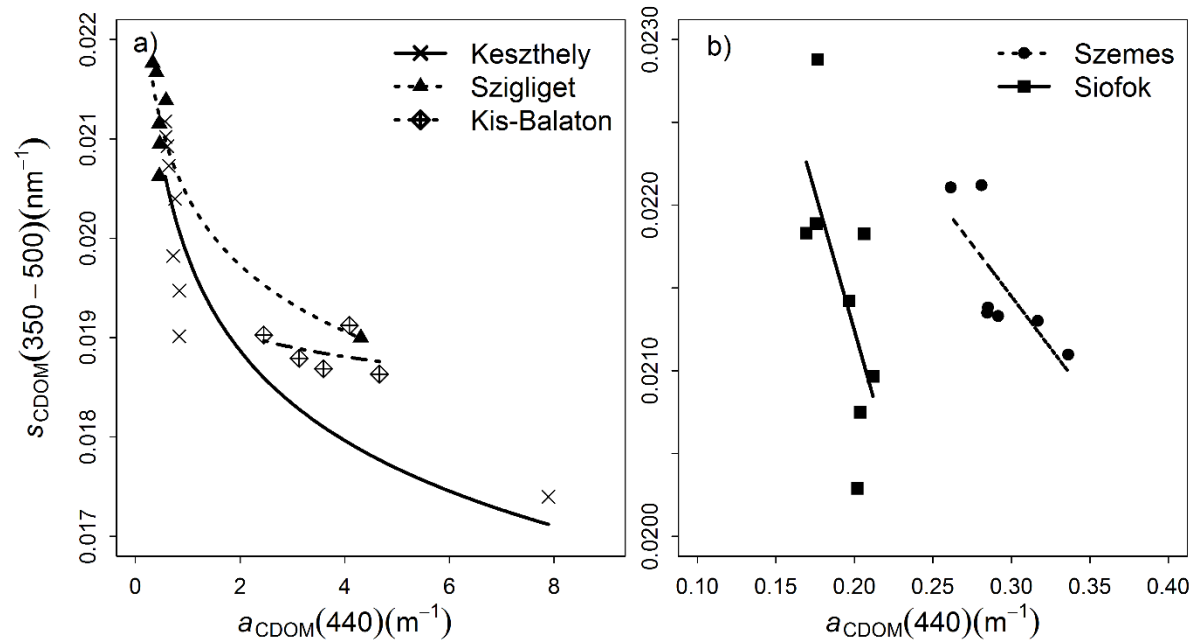 a)
Keszthely
Szigliget
Kis-Balaton
0.022
0.021
0.020
0.019
0.018
0.017
sCDOM(350 − 500)(nm⁻¹)
0 2 4 6 8
aCDOM(440)(m⁻¹)
b)
Szemes
Siofok
0.0230
0.0220
0.0210
0.0200
0.10 0.15 0.20 0.25 0.30 0.35 0.40
aCDOM(440)(m⁻¹)